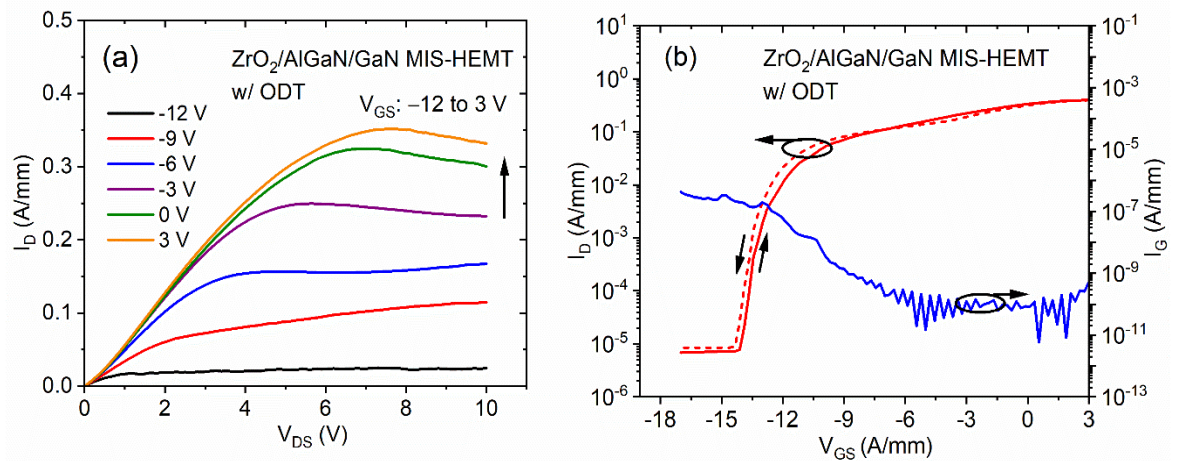 (a)
ZrO2/AlGaN/GaN MIS-HEMT
w/ ODT
VGS: −12 to 3 V
-12 V
-9 V
-6 V
-3 V
0 V
3 V
0.5
0.4
0.3
0.2
0.1
0.0
ID (A/mm)
0 2 4 6 8 10
VDS (V)
(b)
ZrO2/AlGaN/GaN MIS-HEMT
w/ ODT
10^1
10^0
10^-1
10^-2
10^-3
10^-4
10^-5
10^-6
ID (A/mm)
10^-1
10^-3
10^-5
10^-7
10^-9
10^-11
10^-13
IG (A/mm)
-18 -15 -12 -9 -6 -3 0 3
VGS (A/mm)